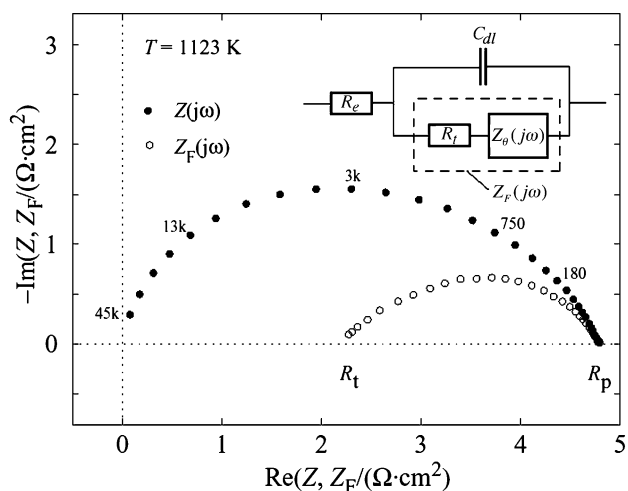 T = 1123 K
Z(jω)
Z_F(jω)
C_dl
R_e
R_t
Z_θ(jω)
Z_F(jω)
3k
13k
750
180
45k
R_t
R_p
4
3
2
1
0
0 1 2 3 4 5
−Im(Z, Z_F/(Ω·cm²)
Re(Z, Z_F/(Ω·cm²)